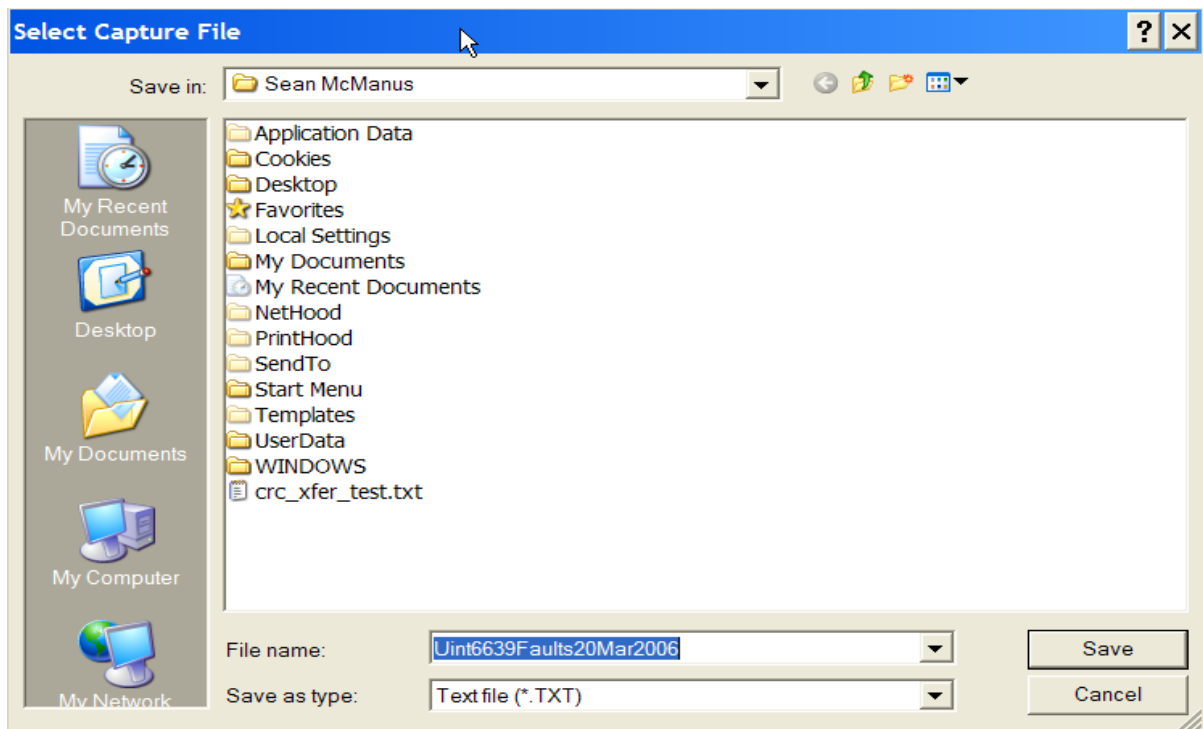 Select Capture File
Save in:
Sean McManus
My Recent
Documents
Desktop
My Documents
My Computer
My Network
Application Data
Cookies
Desktop
Favorites
Local Settings
My Documents
My Recent Documents
NetHood
PrintHood
SendTo
Start Menu
Templates
UserData
WINDOWS
crc_xfer_test.txt
File name:
Uint6639Faults20Mar2006
Save
Save as type:
Text file (*.TXT)
Cancel